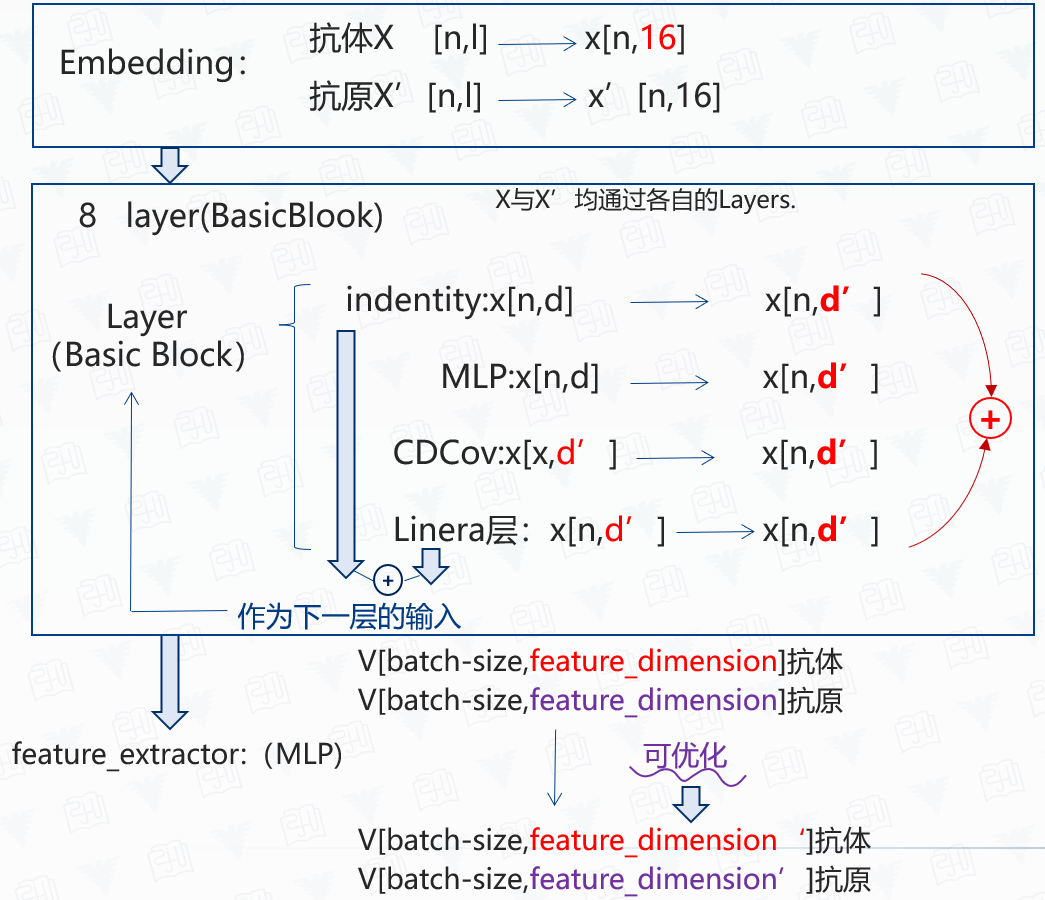 Embedding：
抗体X [n,l] x[n,16]
抗原X’ [n,l] x’ [n,16]
8 layer(BasicBlook)
X与X’均通过各自的Layers.
Layer
（Basic Block）
indentity:x[n,d] x[n,d’ ]
MLP:x[n,d] x[n,d’ ]
CDCov:x[x,d’ ] x[n,d’ ]
Linera层：x[n,d’ ] x[n,d’ ]
+
+
作为下一层的输入
V[batch-size,feature_dimension]抗体
V[batch-size,feature_dimension]抗原
feature_extractor:（MLP）
可优化
V[batch-size,feature_dimension ‘]抗体
V[batch-size,feature_dimension’ ]抗原